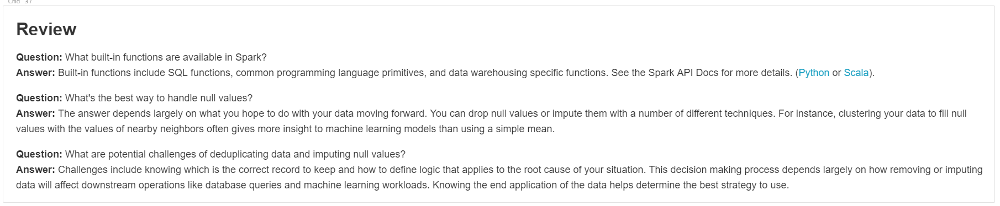 Cmd 37
Review
Question: What built-in functions are available in Spark?
Answer: Built-in functions include SQL functions, common programming language primitives, and data warehousing specific functions. See the Spark API Docs for more details. (Python or Scala).
Question: What's the best way to handle null values?
Answer: The answer depends largely on what you hope to do with your data moving forward. You can drop null values or impute them with a number of different techniques. For instance, clustering your data to fill null
values with the values of nearby neighbors often gives more insight to machine learning models than using a simple mean.
Question: What are potential challenges of deduplicating data and imputing null values?
Answer: Challenges include knowing which is the correct record to keep and how to define logic that applies to the root cause of your situation. This decision making process depends largely on how removing or imputing
data will affect downstream operations like database queries and machine learning workloads. Knowing the end application of the data helps determine the best strategy to use.